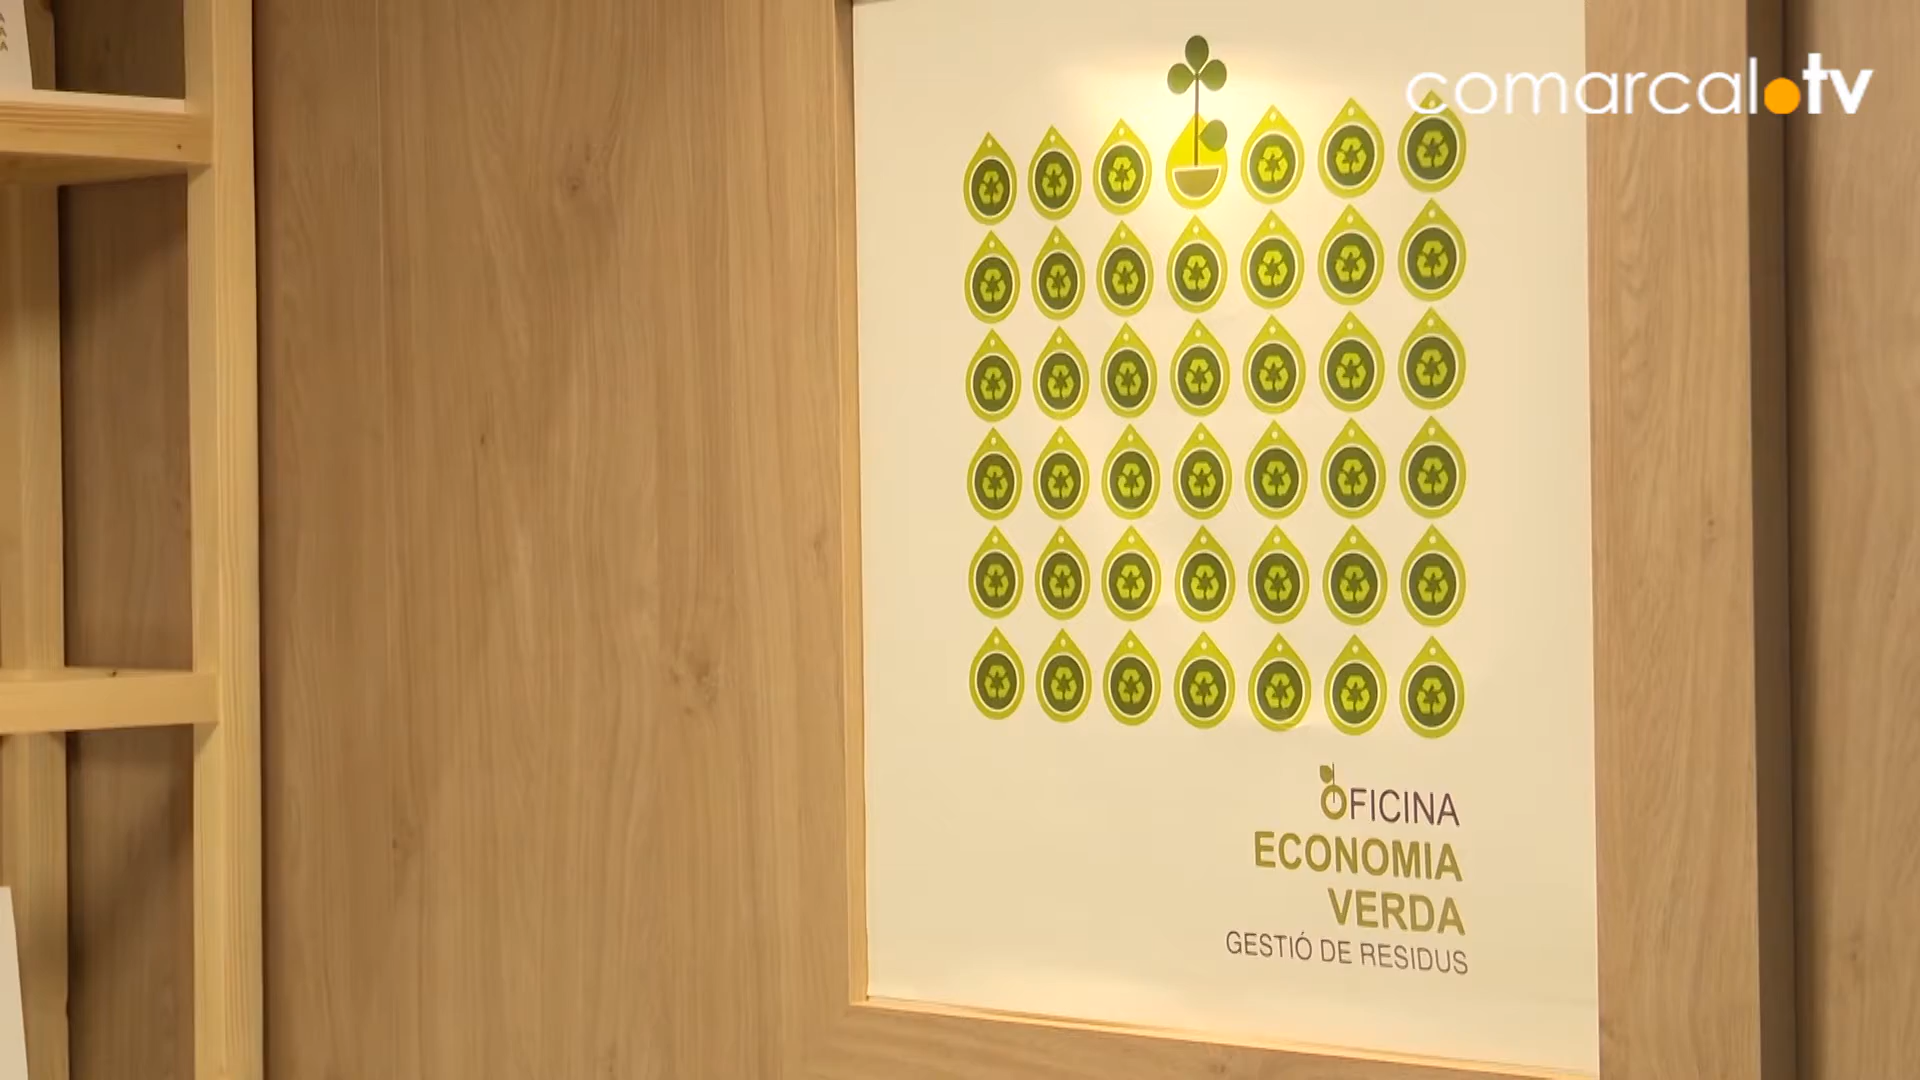 comarcal.tv
OFICINA
ECONOMIA
VERDA
GESTIÓ DE RESIDUS